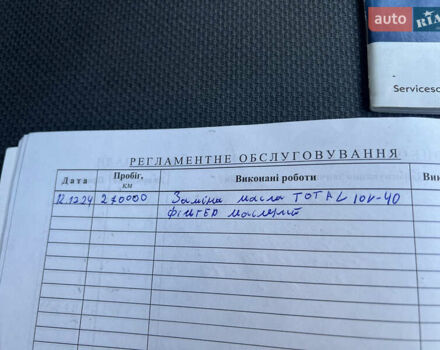 auto RIA
Servicesc
РЕГЛАМЕНТНЕ ОБСЛУГОВУВАННЯ
Дата Пробіг, км Виконані роботи Ви
12.12.24 270000 Заміна масла TOTAL 10W-40
Фільтер масляний